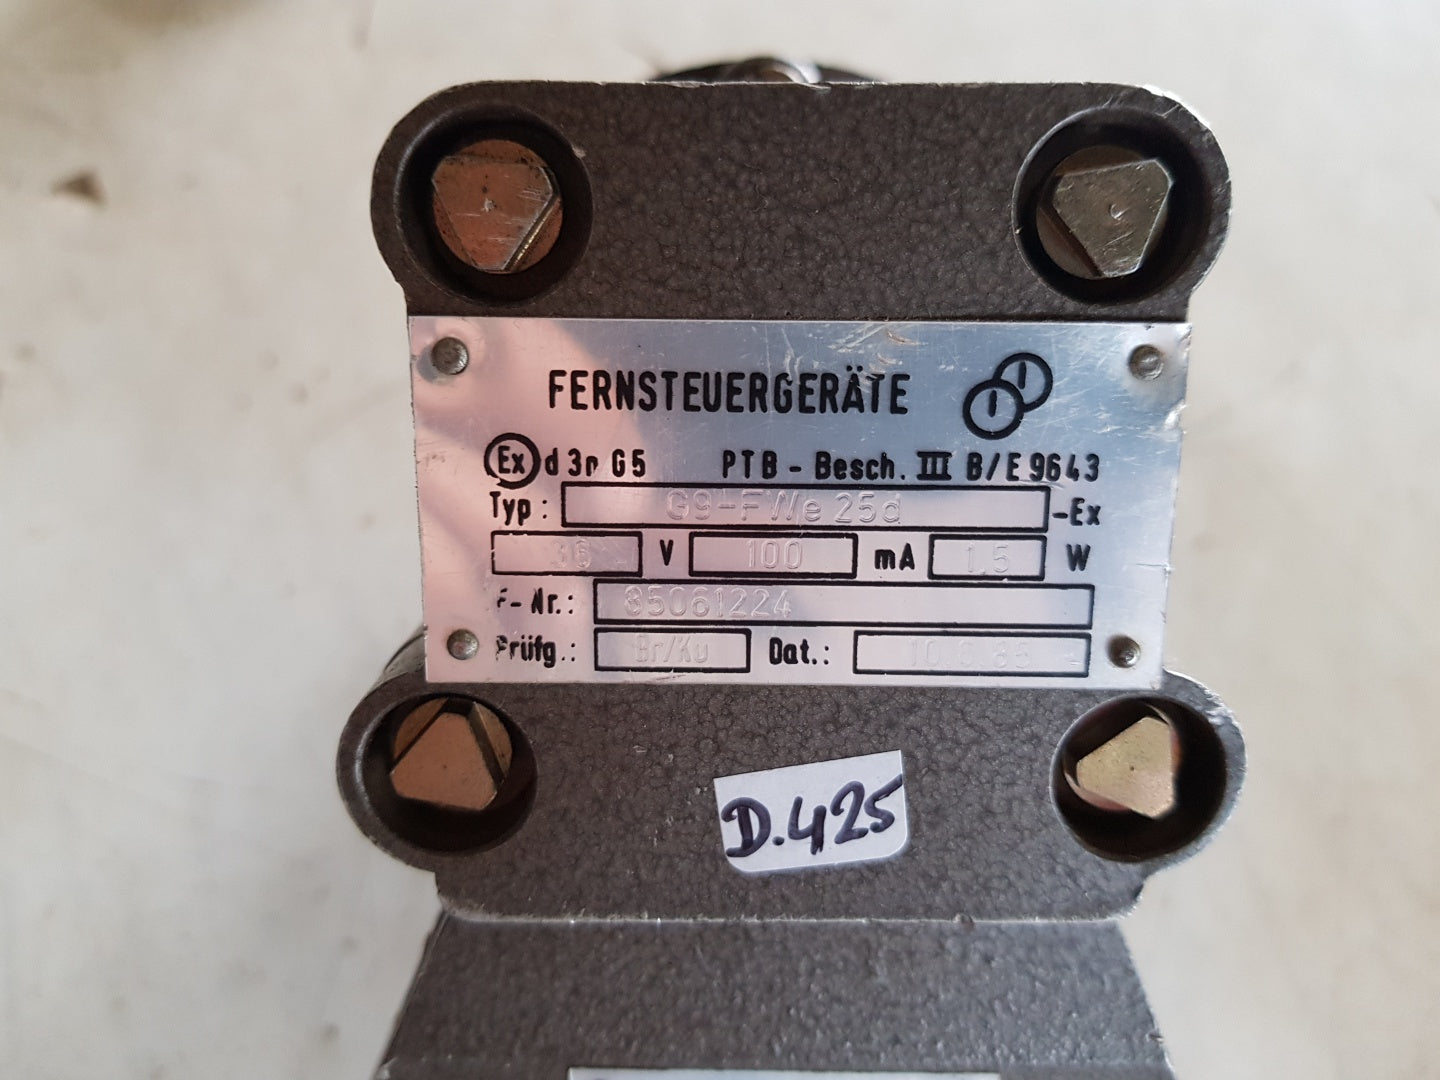 FERNSTEUERGERÄTE
Ex d 3n G5 PTB - Besch. III B/E 9643
Typ: G9-FWe 25d -Ex
36 V 100 mA 1,5 W
F-Nr.: 85061224
Prüfg.: Br/Ku Dat.: 10.6.85
D.425